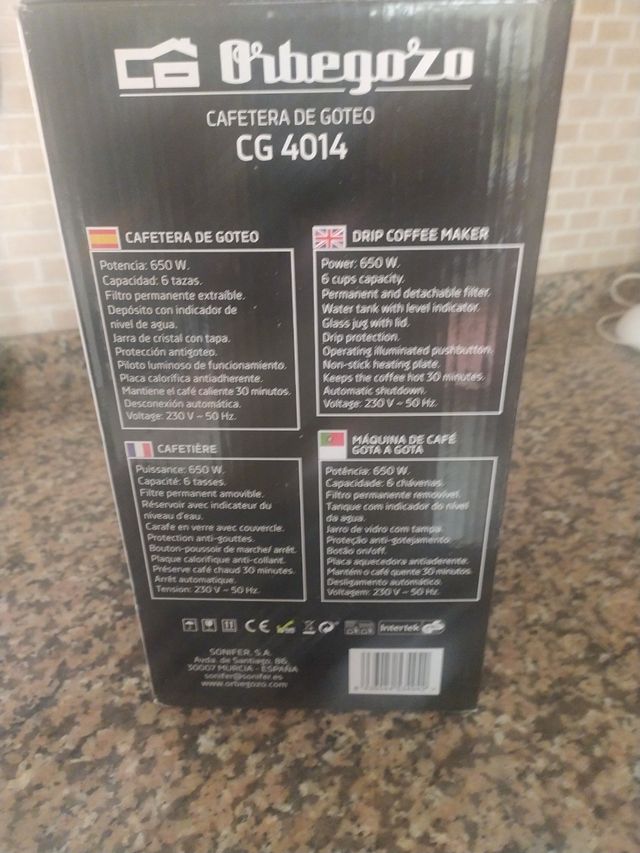 Orbegozo
CAFETERA DE GOTEO
CG 4014
CAFETERA DE GOTEO
Potencia: 650 W.
Capacidad: 6 tazas.
Filtro permanente extraíble.
Depósito con indicador de
nivel de agua.
Jarra de cristal con tapa.
Protección antigoteo.
Piloto luminoso de funcionamiento.
Placa calorífica antiadherente.
Mantiene el café caliente 30 minutos.
Desconexión automática.
Voltage: 230 V ~ 50 Hz.
DRIP COFFEE MAKER
Power: 650 W.
6 cups capacity.
Permanent and detachable filter.
Water tank with level indicator.
Glass jug with lid.
Drip protection.
Operating illuminated pushbutton.
Non-stick heating plate.
Keeps the coffee hot 30 minutes.
Automatic shutdown.
Voltage: 230 V ~ 50 Hz.
CAFETIÈRE
Puissance: 650 W.
Capacité: 6 tasses.
Filtre permanent amovible.
Réservoir avec indicateur du
niveau d'eau.
Carafe en verre avec couvercle.
Protection anti-gouttes.
Bouton-poussoir de marche/ arrêt.
Plaque calorifique anti-collant.
Préserve café chaud 30 minutes.
Arrêt automatique.
Tension: 230 V ~ 50 Hz.
MÁQUINA DE CAFÉ
GOTA A GOTA
Potência: 650 W.
Capacidade: 6 chávenas.
Filtro permanente removível.
Tanque com indicador do nível
da agua.
Jarro de vidro com tampa.
Proteção anti-gotejamento.
Botão on/off.
Placa aquecedora antiaderente.
Mantém o café quente 30 minutos.
Desligamento automático.
Voltagem: 230 V ~ 50 Hz.
CE
Intertek
SONIFER, S.A.
Avda. de Santiago, 86
30007 MURCIA - ESPAÑA
sonifer@sonifer.es
www.orbegozo.com